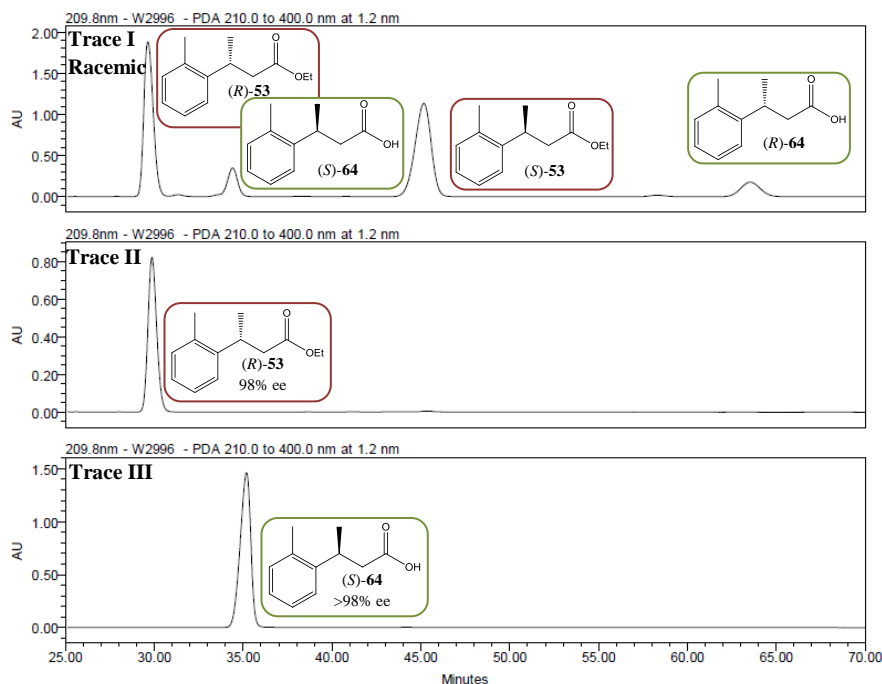 209.8nm - W2996 - PDA 210.0 to 400.0 nm at 1.2 nm
Trace I
Racemic
AU
2.00
1.50
1.00
0.50
0.00
O
OEt
(R)-53
O
OH
(S)-64
O
OEt
(S)-53
O
OH
(R)-64
209.8nm - W2996 - PDA 210.0 to 400.0 nm at 1.2 nm
Trace II
AU
0.80
0.60
0.40
0.20
0.00
O
OEt
(R)-53
98% ee
209.8nm - W2996 - PDA 210.0 to 400.0 nm at 1.2 nm
Trace III
AU
1.50
1.00
0.50
0.00
O
OH
(S)-64
>98% ee
25.00 30.00 35.00 40.00 45.00 50.00 55.00 60.00 65.00 70.00
Minutes